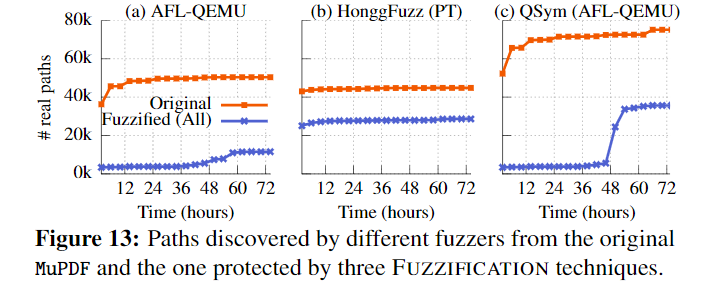 (a) AFL-QEMU
(b) HonggFuzz (PT)
(c) QSym (AFL-QEMU)
80k
60k
40k
20k
0k
# real paths
Original
Fuzzified (All)
12 24 36 48 60 72
12 24 36 48 60 72
12 24 36 48 60 72
Time (hours)
Time (hours)
Time (hours)
Figure 13: Paths discovered by different fuzzers from the original
MuPDF and the one protected by three FUZZIFICATION techniques.